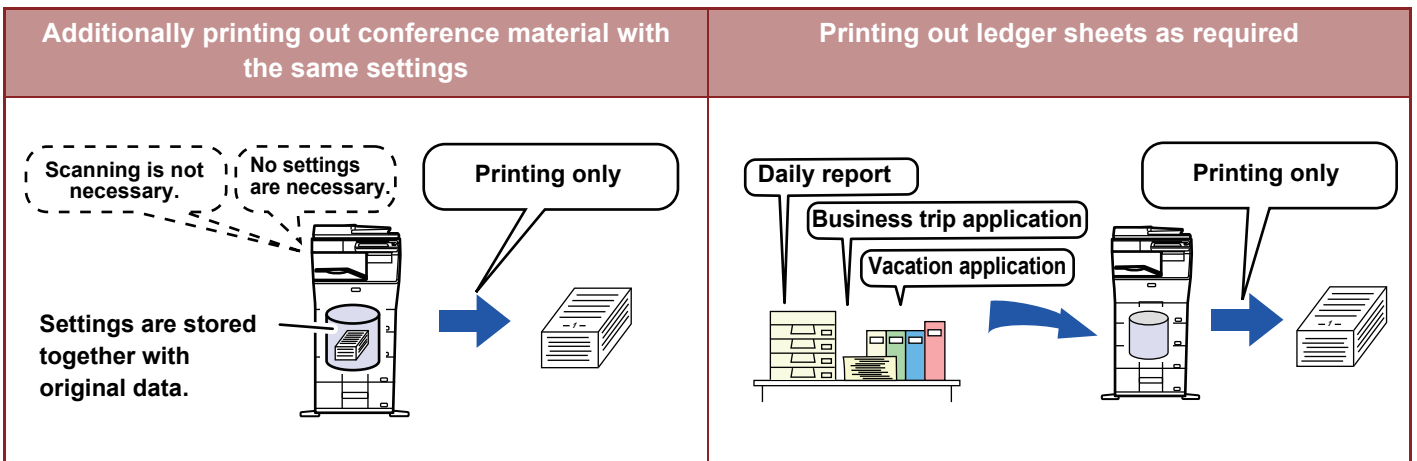 Additionally printing out conference material with
the same settings
Printing out ledger sheets as required
Scanning is not
necessary.
No settings
are necessary.
Printing only
Settings are stored
together with
original data.
-1-
Daily report
Business trip application
Vacation application
Printing only
-1-